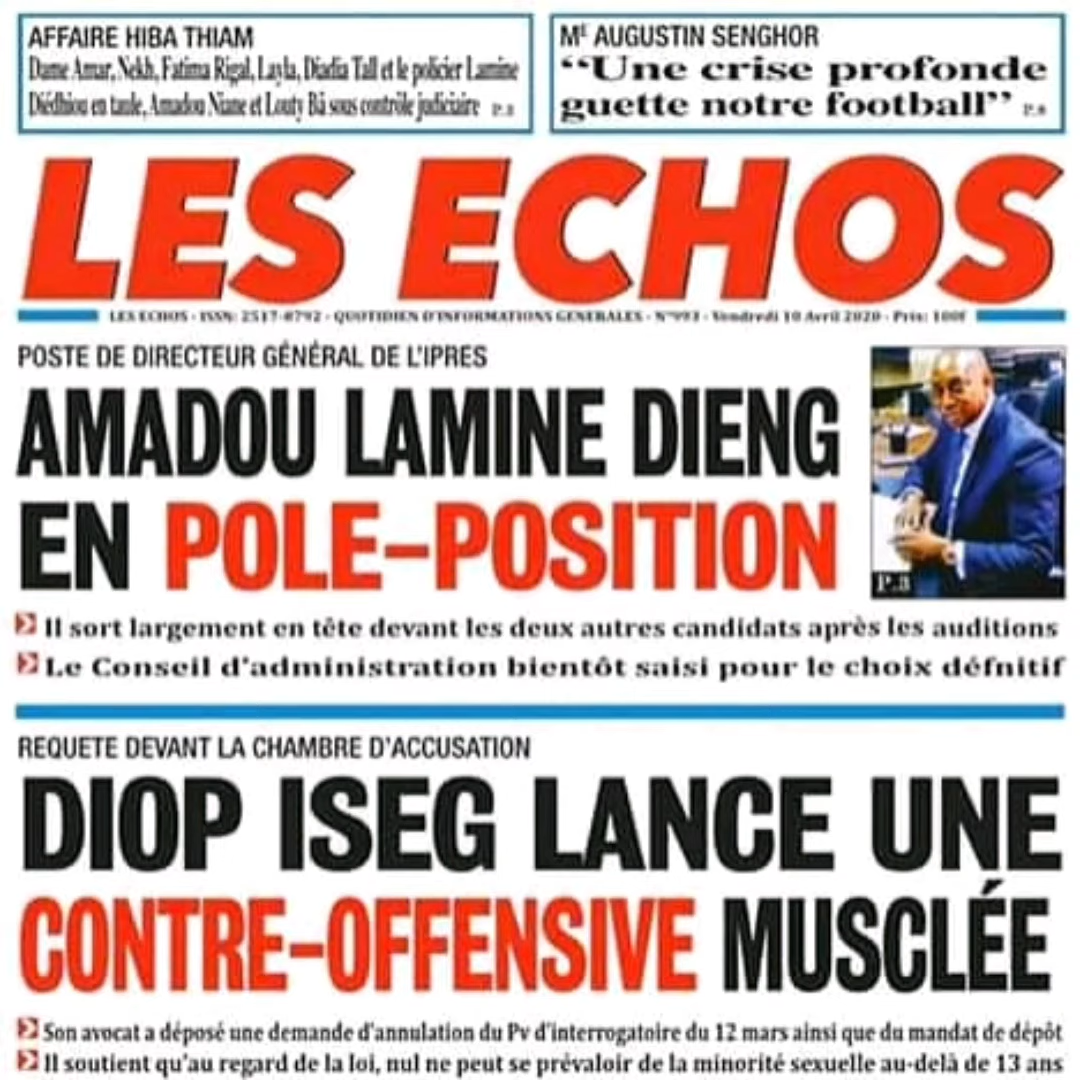 AFFAIRE HIBA THIAM
Dame Amar, Nekh, Fatima Rigal, Layla, Diadia Tall et le policier Lamine
Diédhiou en taule, Amadou Niane et Louty Bâ sous contrôle judiciaire P.3
Me AUGUSTIN SENGHOR
“Une crise profonde
guette notre football” P.6
LES ECHOS
LES ECHOS - ISSN: 2517-8792 - QUOTIDIEN D'INFORMATIONS GENERALES - N°993 - Vendredi 10 Avril 2020 - Prix: 100F
POSTE DE DIRECTEUR GÉNÉRAL DE L'IPRES
AMADOU LAMINE DIENG
EN POLE-POSITION
P.3
Il sort largement en tête devant les deux autres candidats après les auditions
Le Conseil d'administration bientôt saisi pour le choix défnitif
REQUETE DEVANT LA CHAMBRE D'ACCUSATION
DIOP ISEG LANCE UNE
CONTRE-OFFENSIVE MUSCLÉE
Son avocat a déposé une demande d'annulation du Pv d'interrogatoire du 12 mars ainsi que du mandat de dépôt
Il soutient qu'au regard de la loi, nul ne peut se prévaloir de la minorité sexuelle au-delà de 13 ans